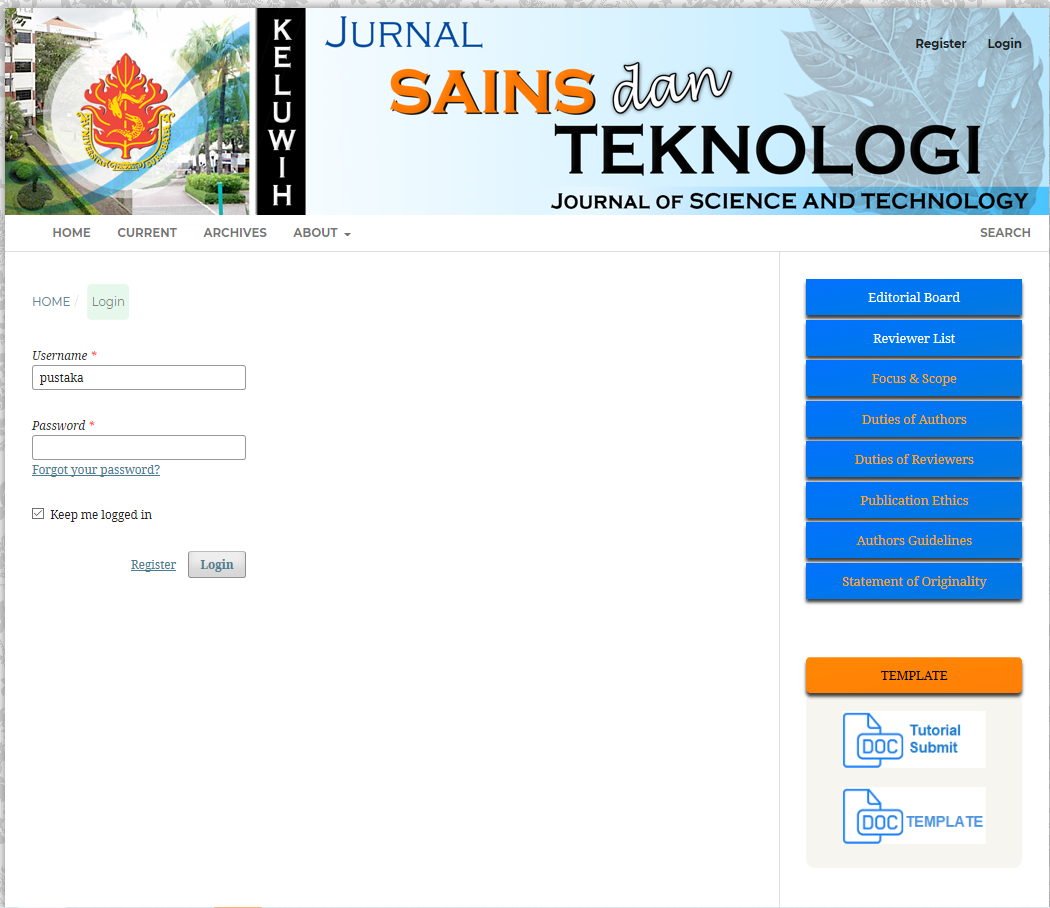 KELUWIH
JURNAL
SAINS dan
TEKNOLOGI
JOURNAL OF SCIENCE AND TECHNOLOGY
Register Login
HOME CURRENT ARCHIVES ABOUT SEARCH
HOME / Login
Username *
pustaka
Password *
Forgot your password?
Keep me logged in
Register Login
Editorial Board
Reviewer List
Focus & Scope
Duties of Authors
Duties of Reviewers
Publication Ethics
Authors Guidelines
Statement of Originality
TEMPLATE
DOC Tutorial
Submit
DOC TEMPLATE